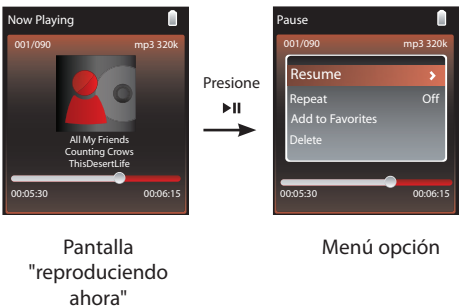 Now Playing
001/090 mp3 320k
All My Friends
Counting Crows
ThisDesertLife
00:05:30 00:06:15
Pantalla
"reproduciendo
ahora"
Presione
Pause
001/090 mp3 320k
Resume
Repeat Off
Add to Favorites
Delete
00:05:30 00:06:15
Menú opción